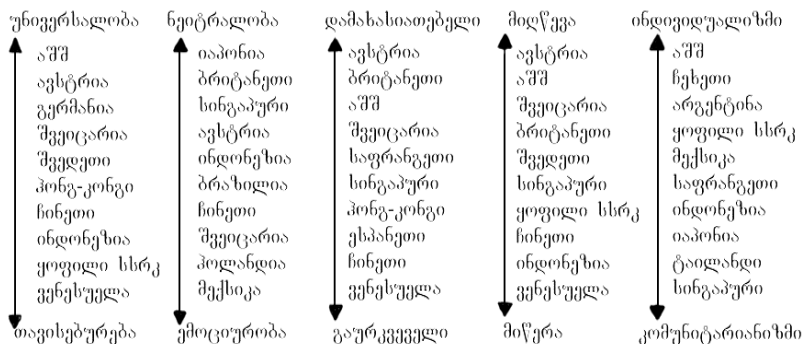 უნივერსალობა ნეიტრალობა დამახასიათებელი მიღწევა ინდივიდუალიზმი
აშშ იაპონია ავსტრია ავსტრია აშშ
ავსტრია ბრიტანეთი ბრიტანეთი აშშ ჩეხეთი
გერმანია სინგაპური აშშ შვეიცარია არგენტინა
შვეიცარია ავსტრია შვეიცარია ბრიტანეთი ყოფილი სსრკ
შვედეთი ინდონეზია საფრანგეთი შვედეთი მექსიკა
ჰონგ-კონგი ბრაზილია სინგაპური სინგაპური საფრანგეთი
ჩინეთი ჩინეთი ჰონგ-კონგი ყოფილი სსრკ ინდონეზია
ინდონეზია შვეიცარია ესპანეთი ჩინეთი იაპონია
ყოფილი სსრკ ჰოლანდია ჩინეთი ინდონეზია ტაილანდი
ვენესუელა მექსიკა ვენესუელა ვენესუელა სინგაპური
თავისებურება ემოციურობა გაურკვეველი მიწერა კომუნიტარიანიზმი